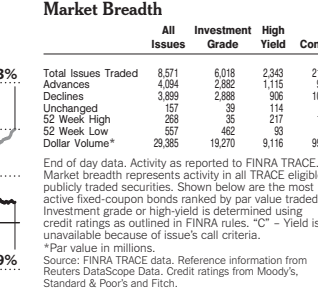 Market Breadth
All Investment High
Issues Grade Yield
Total Issues Traded 8,571 6,018 2,343
Advances 4,094 2,882 1,115
Declines 3,899 2,888 906
Unchanged 157 39 114
52 Week High 268 35 217
52 Week Low 557 462 93
Dollar Volume* 29,385 19,270 9,116
End of day data. Activity as reported to FINRA TRACE.
Market breadth represents activity in all TRACE eligible
publicly traded securities. Shown below are the most
active fixed-coupon bonds ranked by par value traded.
Investment grade or high-yield is determined using
credit ratings as outlined in FINRA rules. “C” – Yield is
unavailable because of issue’s call criteria.
*Par value in millions.
Source: FINRA TRACE data. Reference information from
Reuters DataScope Data. Credit ratings from Moody’s,
Standard & Poor’s and Fitch.